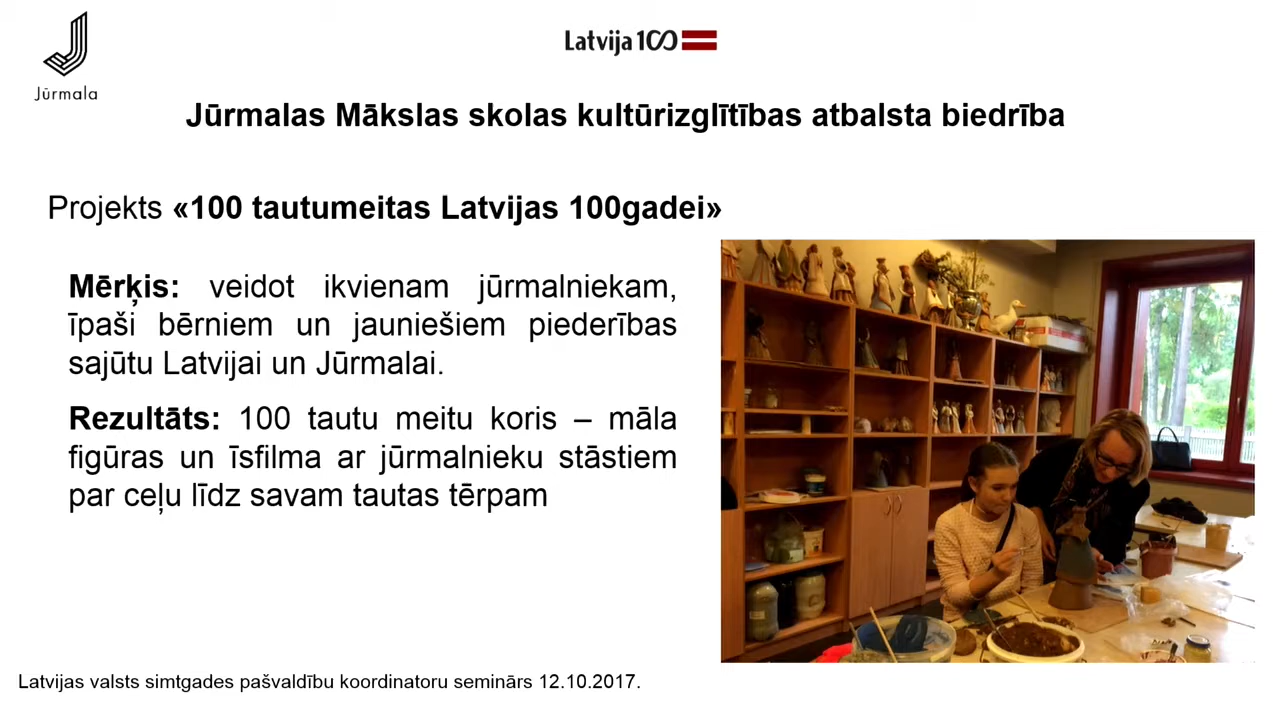 Jūrmala
Latvija 100
Jūrmalas Mākslas skolas kultūrizglītības atbalsta biedrība
Projekts «100 tautumeitas Latvijas 100gadei»
Mērķis: veidot ikvienam jūrmalniekam,
īpaši bērniem un jauniešiem piederības
sajūtu Latvijai un Jūrmalai.
Rezultāts: 100 tautu meitu koris – māla
figūras un īsfilma ar jūrmalnieku stāstiem
par ceļu līdz savam tautas tērpam
Latvijas valsts simtgades pašvaldību koordinatoru seminārs 12.10.2017.